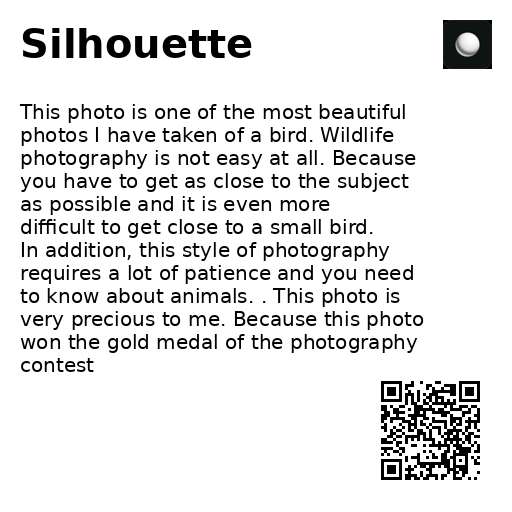 Silhouette
This photo is one of the most beautiful
photos I have taken of a bird. Wildlife
photography is not easy at all. Because
you have to get as close to the subject
as possible and it is even more
difficult to get close to a small bird.
In addition, this style of photography
requires a lot of patience and you need
to know about animals. . This photo is
very precious to me. Because this photo
won the gold medal of the photography
contest